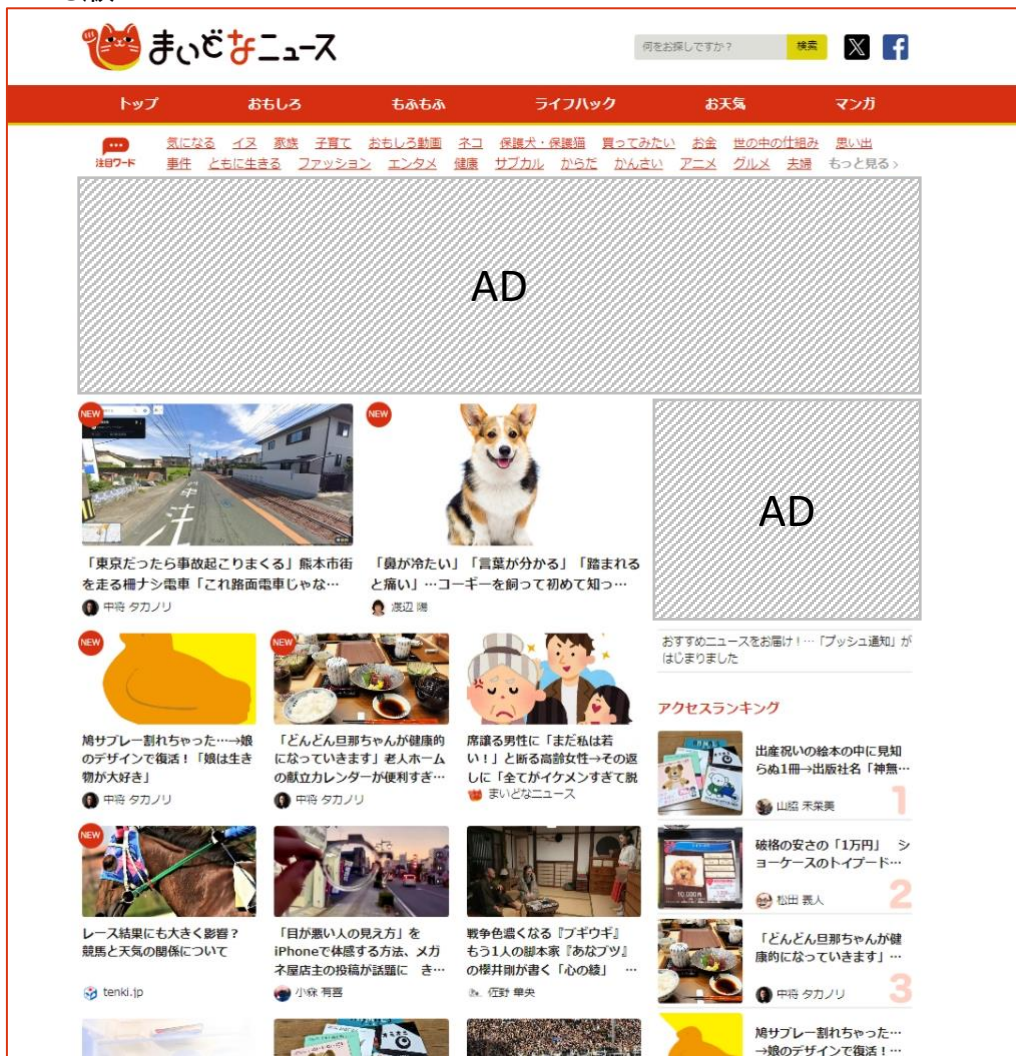 まいどなニュース
何をお探しですか?
検索
トップ
おもしろ
もふもふ
ライフハック
お天気
マンガ
注目ワード
気になる イヌ 家族 子育て おもしろ動画 ネコ 保護犬・保護猫 買ってみたい お金 世の中の仕組み 思い出
事件 ともに生きる ファッション エンタメ 健康 サブカル からだ かんさい アニメ グルメ 夫婦 もっと見る >
AD
NEW
「東京だったら事故起こりまくる」熊本市街
を走る柵ナシ電車「これ路面電車じゃな…
中将 タカノリ
NEW
「鼻が冷たい」「言葉が分かる」「踏まれる
と痛い」…コーギーを飼って初めて知っ…
渡辺 陽
AD
おすすめニュースをお届け!…「プッシュ通知」が
はじまりました
NEW
鳩サブレー割れちゃった…→娘
のデザインで復活!「娘は生き
物が大好き」
中将 タカノリ
NEW
「どんどん旦那ちゃんが健康的
になっていきます」老人ホーム
の献立カレンダーが便利すぎ…
中将 タカノリ
席譲る男性に「まだ私は若
い!」と断る高齢女性→その返
しに「全てがイケメンすぎて脱
まいどなニュース
NEW
レース結果にも大きく影響?
競馬と天気の関係について
tenki.jp
「目が悪い人の見え方」を
iPhoneで体感する方法、メガ
ネ屋店主の投稿が話題に き…
小森 有喜
戦争色濃くなる『ブギウギ』
もう1人の脚本家『あなブツ』
の櫻井剛が書く「心の綾」 …
佐野 華央
アクセスランキング
出産祝いの絵本の中に見知
らぬ1冊→出版社名「神無…
山脇 未菜美
1
破格の安さの「1万円」 シ
ョーケースのトイプード…
松田 義人
2
「どんどん旦那ちゃんが健
康的になっていきます」…
中将 タカノリ
3
鳩サブレー割れちゃった…
→娘のデザインで復活!…